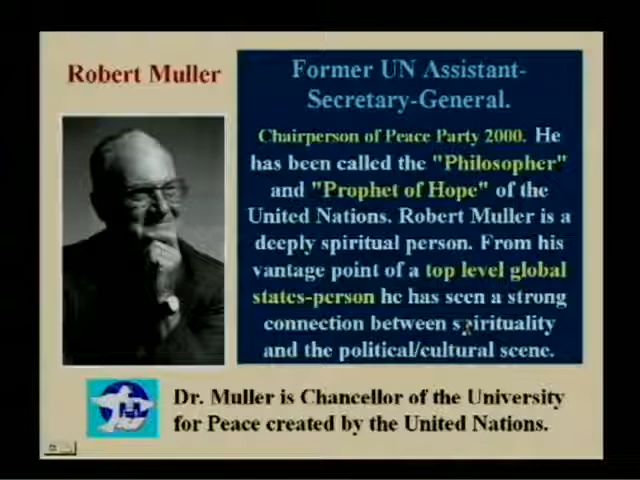 Robert Muller
Former UN Assistant-
Secretary-General.
Chairperson of Peace Party 2000. He
has been called the "Philosopher"
and "Prophet of Hope" of the
United Nations. Robert Muller is a
deeply spiritual person. From his
vantage point of a top level global
states-person he has seen a strong
connection between spirituality
and the political/cultural scene.
Dr. Muller is Chancellor of the University
for Peace created by the United Nations.